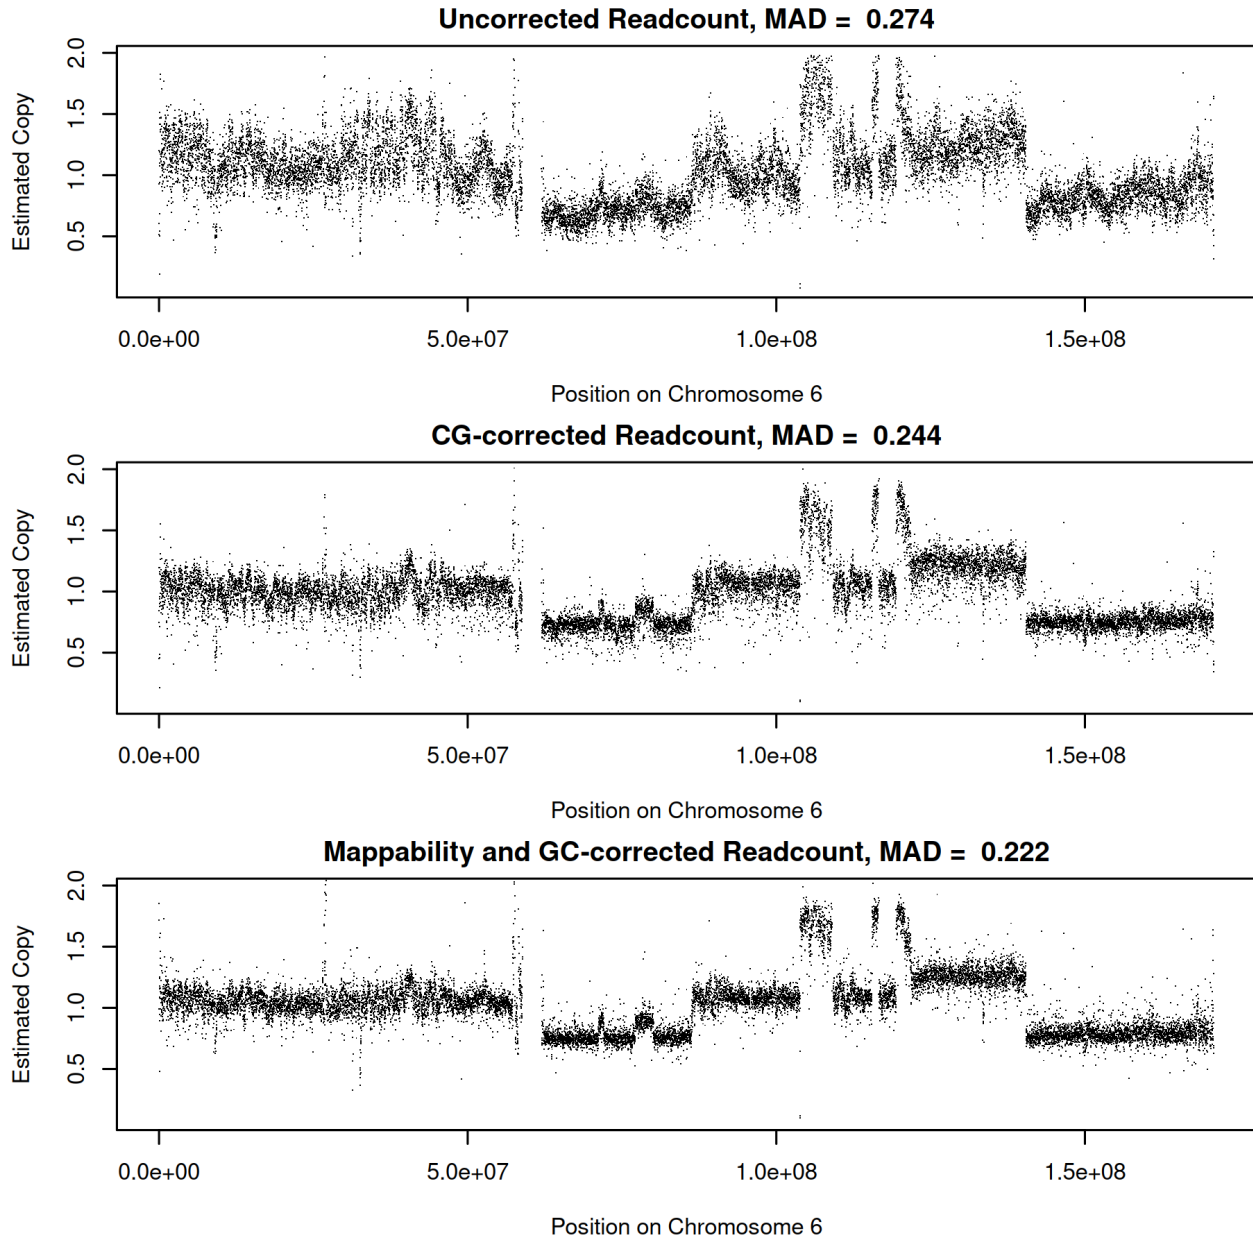 Uncorrected Readcount, MAD =  0.274
Estimated Copy
2.0
1.5
1.0
0.5
0.0e+00 5.0e+07 1.0e+08 1.5e+08
Position on Chromosome 6
CG-corrected Readcount, MAD =  0.244
Estimated Copy
2.0
1.5
1.0
0.5
0.0e+00 5.0e+07 1.0e+08 1.5e+08
Position on Chromosome 6
Mappability and GC-corrected Readcount, MAD =  0.222
Estimated Copy
2.0
1.5
1.0
0.5
0.0e+00 5.0e+07 1.0e+08 1.5e+08
Position on Chromosome 6